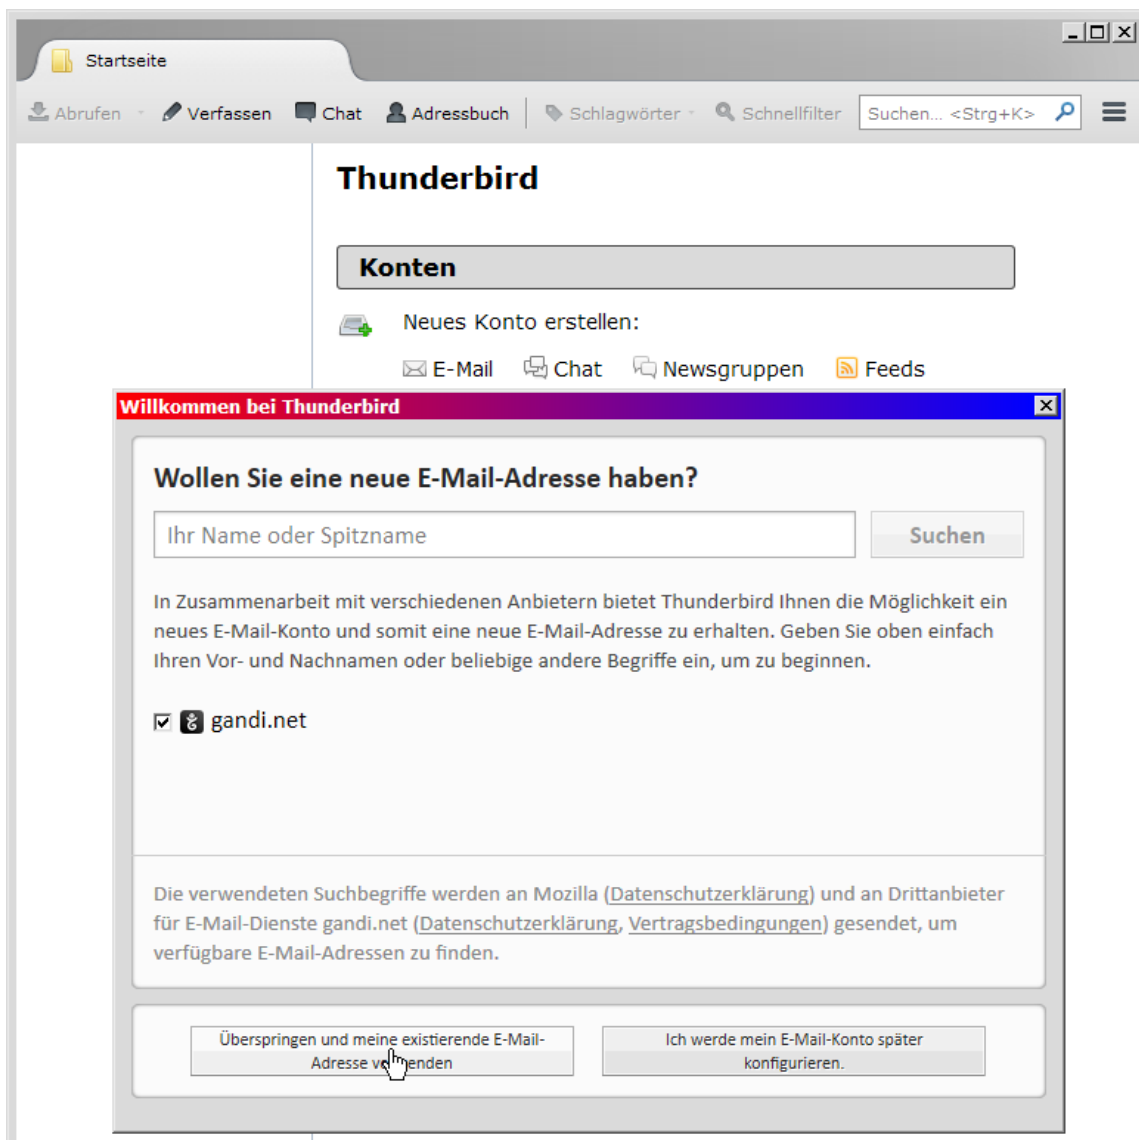 Startseite
Abrufen Verfassen Chat Adressbuch Schlagwörter Schnellfilter Suchen... <Strg+K>
Thunderbird
Konten
Neues Konto erstellen:
E-Mail Chat Newsgruppen Feeds
Willkommen bei Thunderbird
Wollen Sie eine neue E-Mail-Adresse haben?
Ihr Name oder Spitzname Suchen
In Zusammenarbeit mit verschiedenen Anbietern bietet Thunderbird Ihnen die Möglichkeit ein
neues E-Mail-Konto und somit eine neue E-Mail-Adresse zu erhalten. Geben Sie oben einfach
Ihren Vor- und Nachnamen oder beliebige andere Begriffe ein, um zu beginnen.
gandi.net
Die verwendeten Suchbegriffe werden an Mozilla (Datenschutzerklärung) und an Drittanbieter
für E-Mail-Dienste gandi.net (Datenschutzerklärung, Vertragsbedingungen) gesendet, um
verfügbare E-Mail-Adressen zu finden.
Überspringen und meine existierende E-Mail-
Adresse verwenden
Ich werde mein E-Mail-Konto später
konfigurieren.